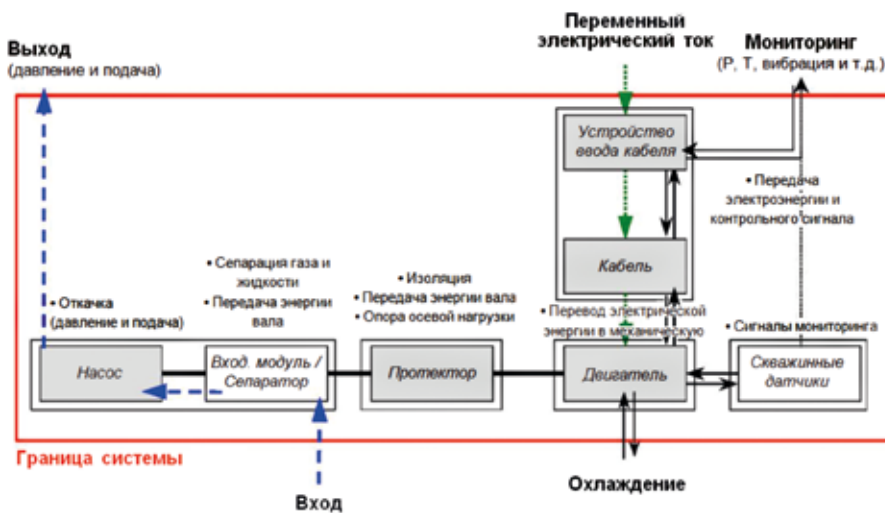 Выход
(давление и подача)
Переменный
электрический ток
Мониторинг
(P, T, вибрация и т.д.)
Устройство
ввода кабеля
• Передача
электроэнергии и
контрольного сигнала
Кабель
• Сепарация газа и
жидкости
• Передача энергии
вала
• Изоляция
• Передача энергии вала
• Опора осевой нагрузки
• Откачка
(давление и подача)
• Перевод электрической
энергии в механическую
• Сигналы мониторинга
Насос
Вход. модуль /
Сепаратор
Протектор
Двигатель
Скважинные
датчики
Граница системы
Вход
Охлаждение